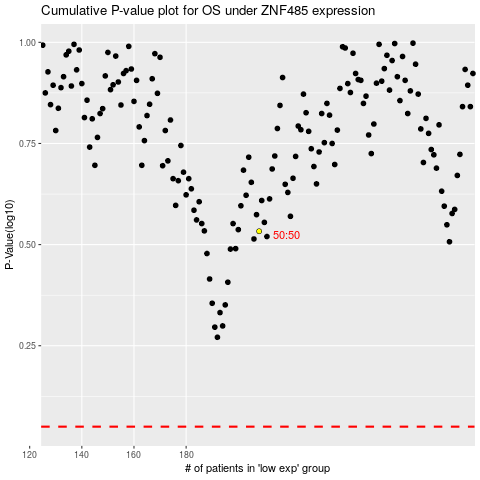 Cumulative P-value plot for OS under ZNF485 expression
P-Value(log10)
1.00
0.75
0.50
0.25
50:50
120 140 160 180
# of patients in 'low exp' group